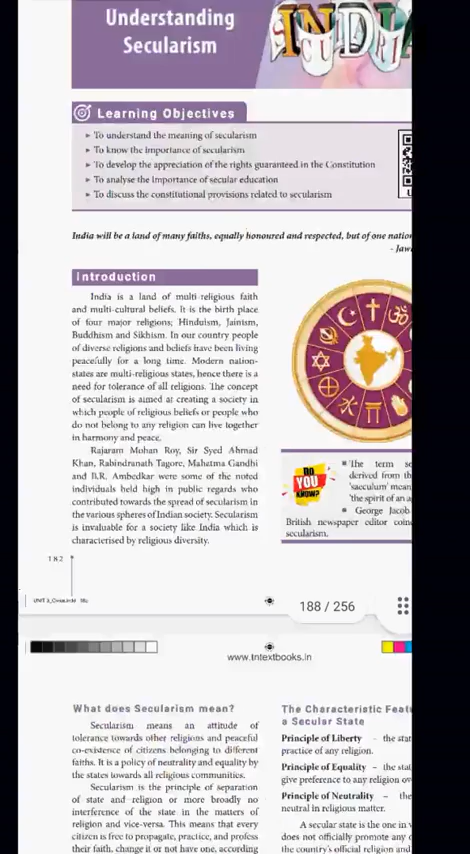 Understanding
Secularism
INDIA
Learning Objectives
► To understand the meaning of secularism
► To know the importance of secularism
► To develop the appreciation of the rights guaranteed in the Constitution
► To analyse the importance of secular education
► To discuss the constitutional provisions related to secularism
India will be a land of many faiths, equally honoured and respected, but of one nation
- Jaw
Introduction
India is a land of multi-religious faith
and multi-cultural beliefs. It is the birth place
of four major religions; Hinduism, Jainism,
Buddhism and Sikhism. In our country people
of diverse religions and beliefs have been living
peacefully for a long time. Modern nation-
states are multi-religious states, hence there is a
need for tolerance of all religions. The concept
of secularism is aimed at creating a society in
which people of religious beliefs or people who
do not belong to any religion can live together
in harmony and peace.
Rajaram Mohan Roy, Sir Syed Ahmad
Khan, Rabindranath Tagore, Mahatma Gandhi
and B.R. Ambedkar were some of the noted
individuals held high in public regards who
contributed towards the spread of secularism in
the various spheres of Indian society. Secularism
is invaluable for a society like India which is
characterised by religious diversity.
ॐ
DO
YOU
KNOW?
■ The term se
derived from th
'saeculum' mean
'the spirit of an a
■ George Jacob
British newspaper editor coin
secularism.
182
188 / 256
www.tntextbooks.in
What does Secularism mean?
Secularism means an attitude of
tolerance towards other religions and peaceful
co-existence of citizens belonging to different
faiths. It is a policy of neutrality and equality by
the states towards all religious communities.
Secularism is the principle of separation
of state and religion or more broadly no
interference of the state in the matters of
religion and vice-versa. This means that every
citizen is free to propagate, practice, and profess
their faith, change it or not have one, according
The Characteristic Feat
a Secular State
Principle of Liberty – the stat
practice of any religion.
Principle of Equality – the stat
give preference to any religion ov
Principle of Neutrality – the
neutral in religious matter.
A secular state is the one in w
does not officially promote any o
the country's official religion and